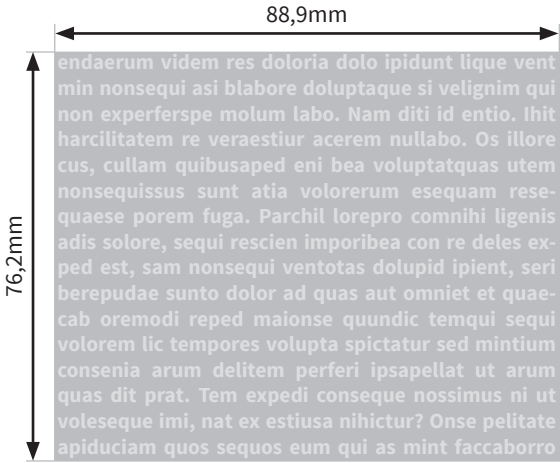 88,9mm
76,2mm
endaerum videm res doloria dolo ipidunt lique vent
min nonsequi asi blabore doluptaque si velignim qui
non experferspe molum labo. Nam diti id entio. Ihit
harcilitatem re veraestiur acerem nullabo. Os illore
cus, cullam quibusaped eni bea voluptatquas utem
nonsequissus sunt atia volorerum esequam rese-
quaese porem fuga. Parchil lorepro comnihi ligenis
adis solore, sequi rescien imporibea con re deles ex-
ped est, sam nonsequi ventotas dolupid ipient, seri
berepudae sunto dolor ad quas aut omniet et quae-
cab oremodi reped maionse quundic temqui sequi
volorem lic tempores volupta spictatur sed mintium
consenia arum delitem perferi ipsapellat ut arum
quas dit prat. Tem expedi conseque nossimus ni ut
voleseque imi, nat ex estiusa nihictur? Onse pelitate
apiduciam quos sequos eum qui as mint faccaborro